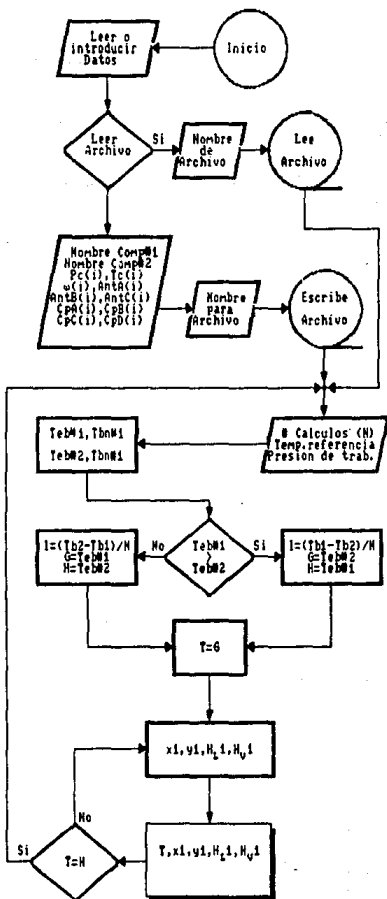 Leer o
introducir
Datos
Inicio
Leer
Archivo
Si
Nombre
de
Archivo
Lee
Archivo
Nombre Comp#1
Nombre Comp#2
Pc(i),Tc(i)
ω(i),AntA(i)
AntB(i),AntC(i)
CpA(i),CpB(i)
CpC(i),CpD(i)
Nombre
para
Archivo
Escribe
Archivo
Teb#1,Tbn#1
Teb#2,Tbn#1
# Calculos (N)
Temp.referencia
Presion de trab.
I=(Tb2-Tb1)/N
G=Teb#1
H=Teb#2
No
Teb#1
>
Teb#2
Si
I=(Tb1-Tb2)/N
G=Teb#2
H=Teb#1
T=G
x1,y1,HL1,HV1
No
Si
T=H
T,x1,y1,HL1,HV1